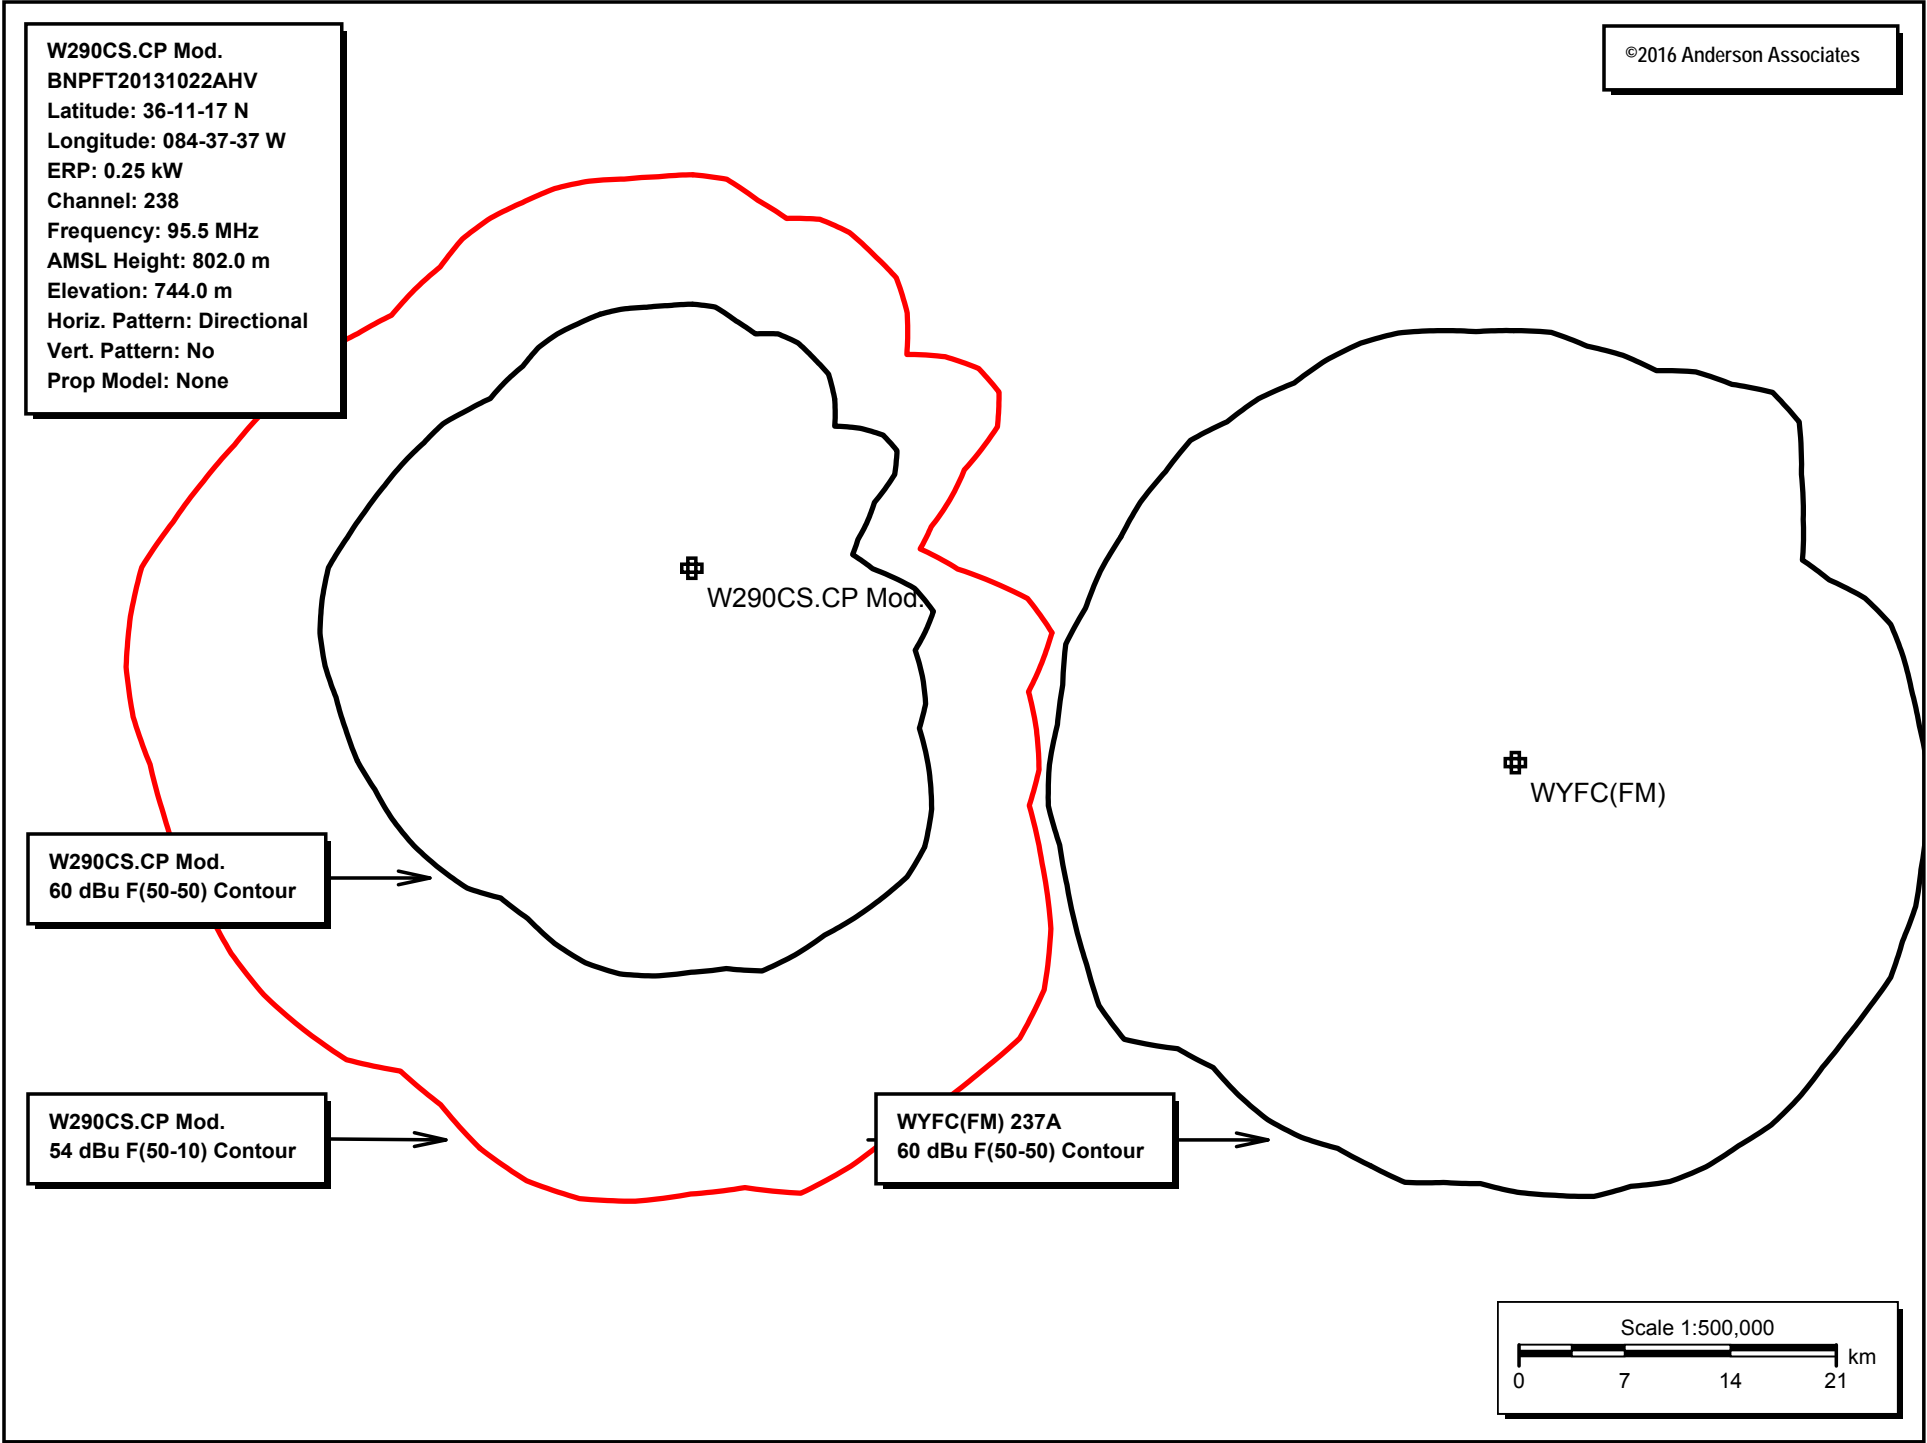 W290CS.CP Mod.
BNPFT20131022AHV
Latitude: 36-11-17 N
Longitude: 084-37-37 W
ERP: 0.25 kW
Channel: 238
Frequency: 95.5 MHz
AMSL Height: 802.0 m
Elevation: 744.0 m
Horiz. Pattern: Directional
Vert. Pattern: No
Prop Model: None
©2016 Anderson Associates
W290CS.CP Mod.
WYFC(FM)
W290CS.CP Mod.
60 dBu F(50-50) Contour
W290CS.CP Mod.
54 dBu F(50-10) Contour
WYFC(FM) 237A
60 dBu F(50-50) Contour
Scale 1:500,000
km
0 7 14 21